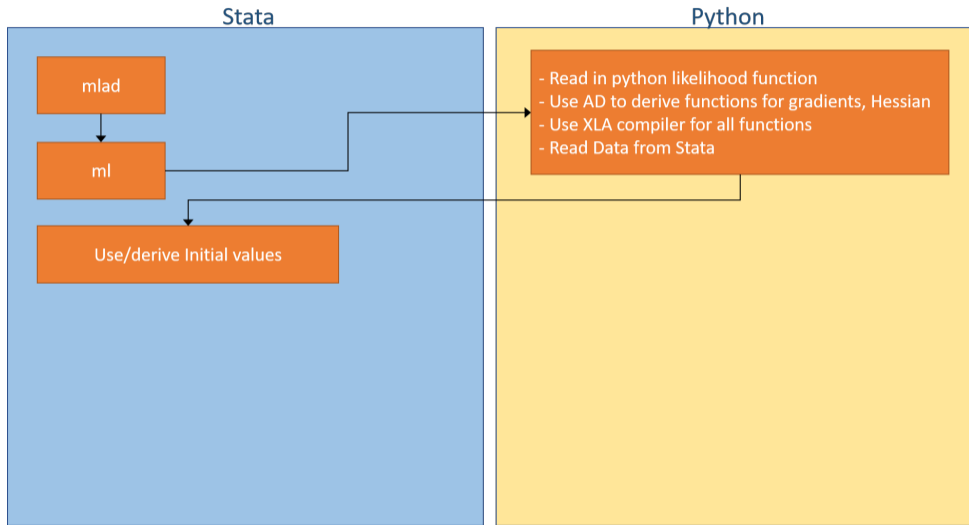 Stata
Python
mlad
ml
- Read in python likelihood function
- Use AD to derive functions for gradients, Hessian
- Use XLA compiler for all functions
- Read Data from Stata
Use/derive Initial values